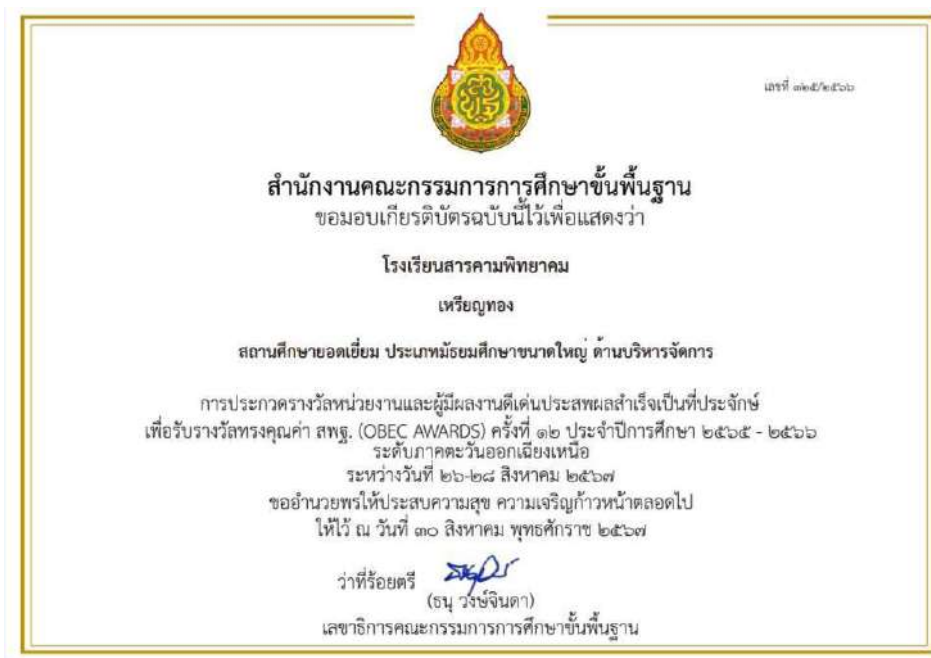 เลขที่ ๓๒๕/๒๕๖๖
สำนักงานคณะกรรมการการศึกษาขั้นพื้นฐาน
ขอมอบเกียรติบัตรฉบับนี้ไว้เพื่อแสดงว่า
โรงเรียนสารคามพิทยาคม
เหรียญทอง
สถานศึกษายอดเยี่ยม ประเภทมัธยมศึกษาขนาดใหญ่ ด้านบริหารจัดการ
การประกวดรางวัลหน่วยงานและผู้มีผลงานดีเด่นประสพผลสำเร็จเป็นที่ประจักษ์
เพื่อรับรางวัลทรงคุณค่า สพฐ. (OBEC AWARDS) ครั้งที่ ๑๒ ประจำปีการศึกษา ๒๕๖๕ - ๒๕๖๖
ระดับภาคตะวันออกเฉียงเหนือ
ระหว่างวันที่ ๒๖-๒๘ สิงหาคม ๒๕๖๗
ขออำนวยพรให้ประสบความสุข ความเจริญก้าวหน้าตลอดไป
ให้ไว้ ณ วันที่ ๓๐ สิงหาคม พุทธศักราช ๒๕๖๗
ว่าที่ร้อยตรี
(ธนุ วงษ์จินดา)
เลขาธิการคณะกรรมการการศึกษาขั้นพื้นฐาน